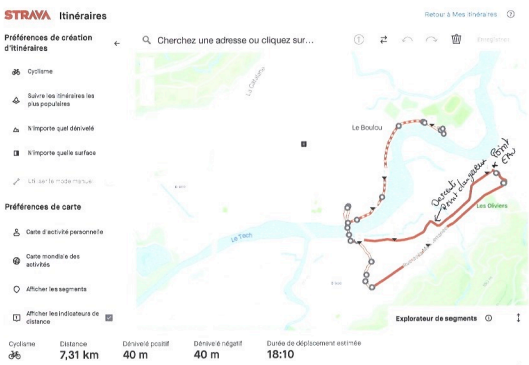 STRAVA Itinéraires
Retour à Mes Itinéraires
Préférences de création
d'itinéraires
Cherchez une adresse ou cliquez sur...
Enregistrer
Cyclisme
Suivre les itinéraires les
plus populaires
N'importe quel dénivelé
N'importe quelle surface
Utiliser le mode manuel
Préférences de carte
Carte d'activité personnelle
Carte mondiale des
activités
Afficher les segments
Afficher les indicateurs de
distance
Le Boulou
Le Tech
Les Oliviers
Descente
Point dangereux
Point
EAU
Explorateur de segments
Cyclisme
Distance
7,31 km
Dénivelé positif
40 m
Dénivelé négatif
40 m
Durée de déplacement estimée
18:10